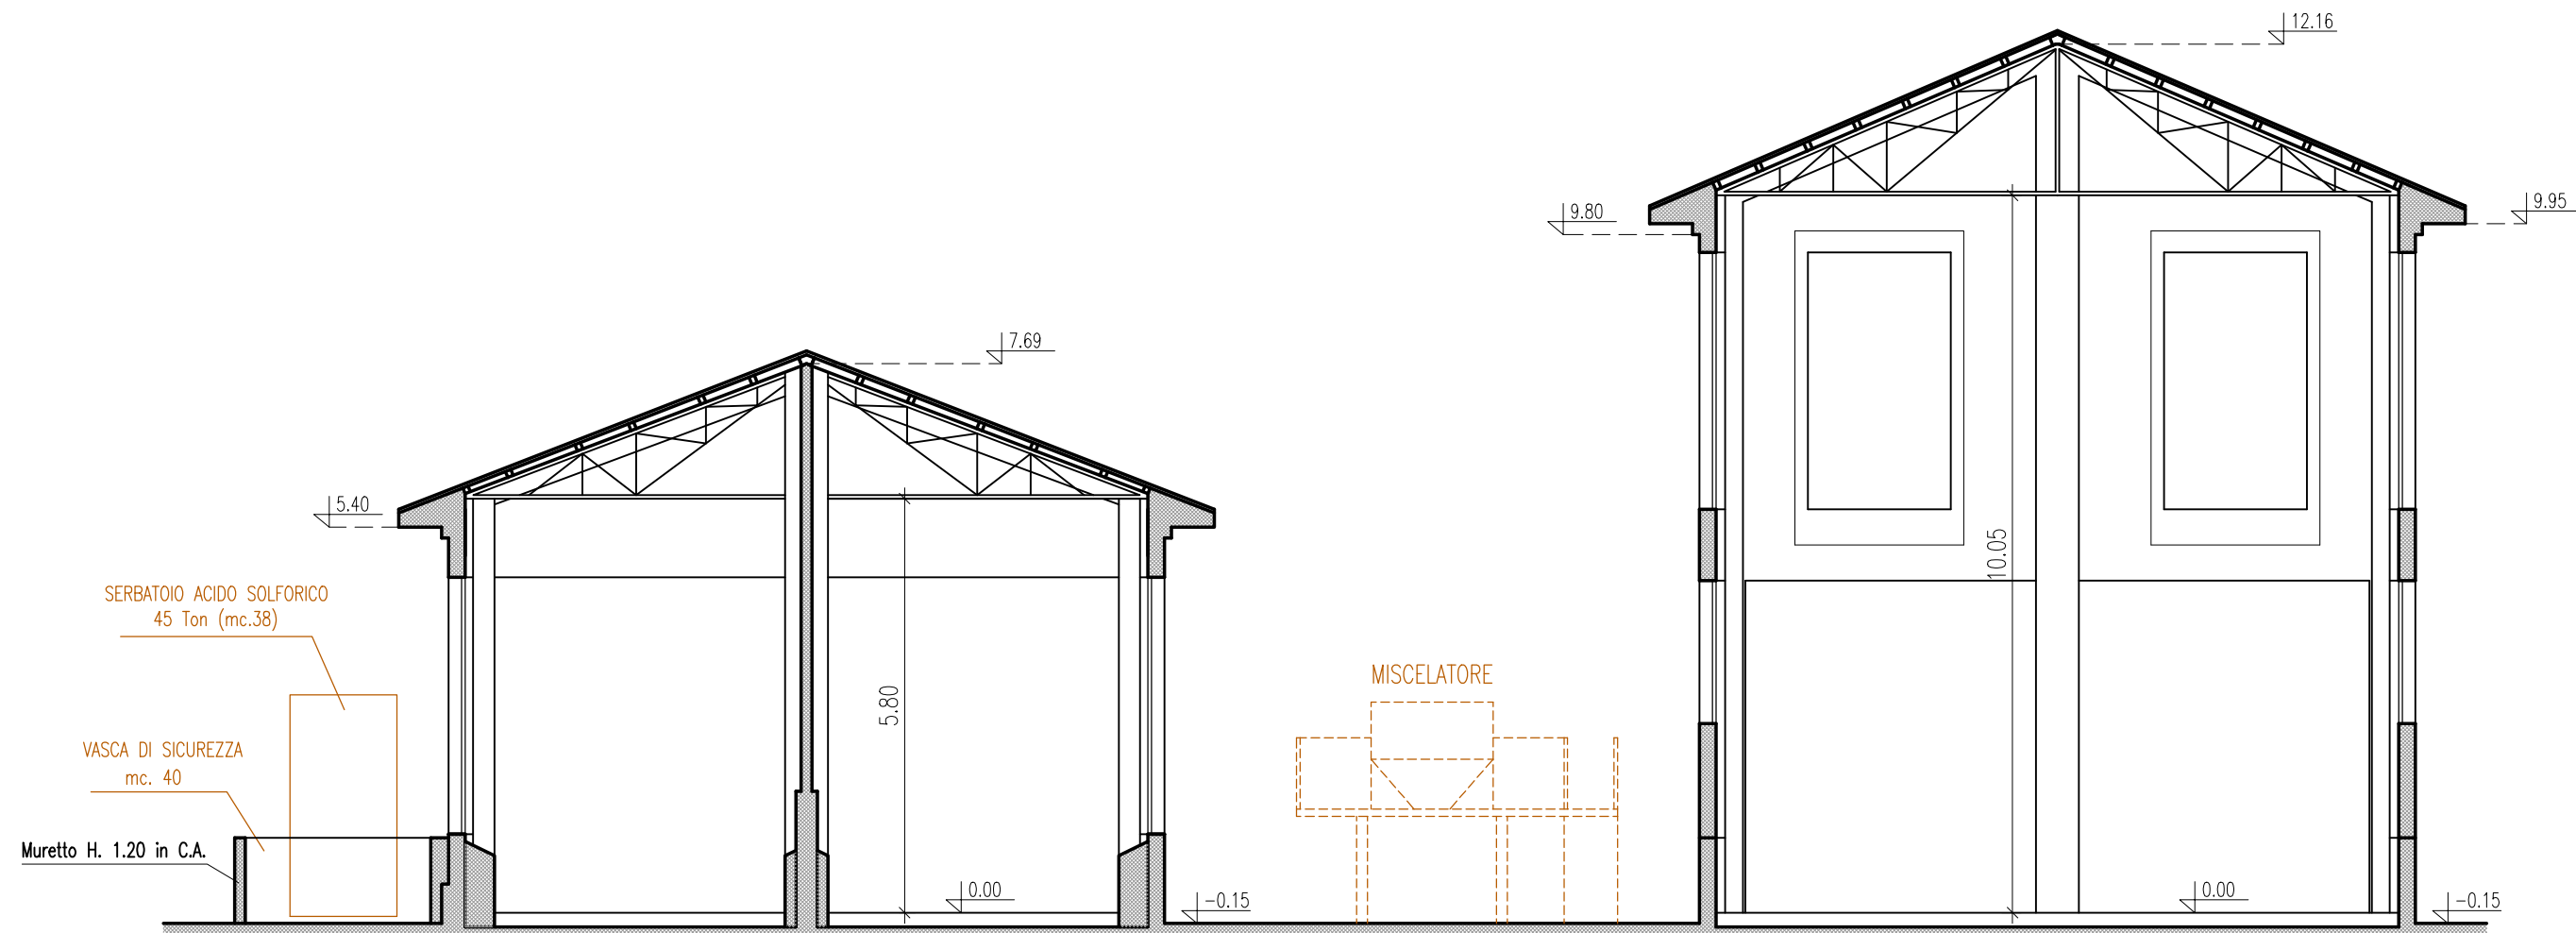 12.16
9.80
9.95
7.69
5.40
10.05
SERBATOIO ACIDO SOLFORICO
45 Ton (mc.38)
MISCELATORE
5.80
VASCA DI SICUREZZA
mc. 40
Muretto H. 1.20 in C.A.
0.00
-0.15
0.00
-0.15